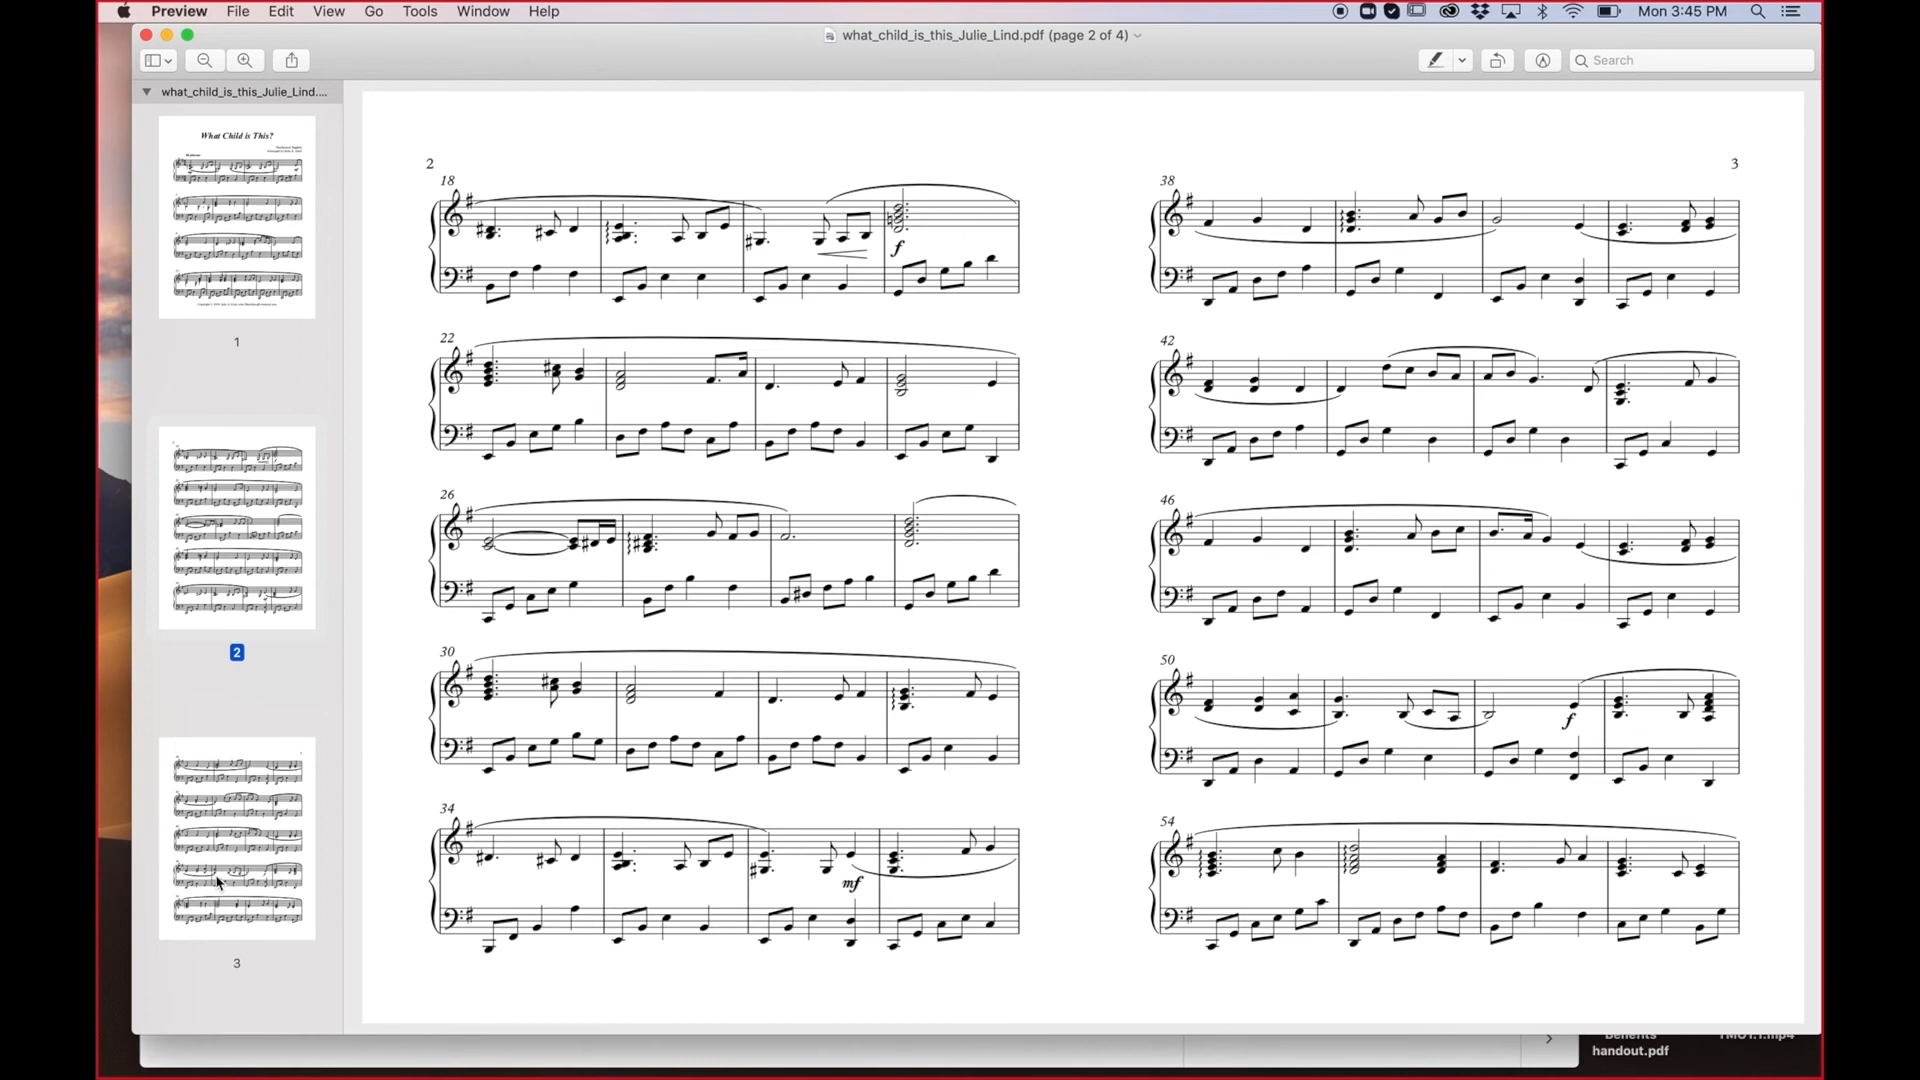 Preview File Edit View Go Tools Window Help Mon 3:45 PM
what_child_is_this_Julie_Lind.pdf (page 2 of 4)
Search
what_child_is_this_Julie_Lind....
What Child is This?
1
2
3
2
18
f
22
26
30
34
mf
3
38
42
46
50
f
54
handout.pdf